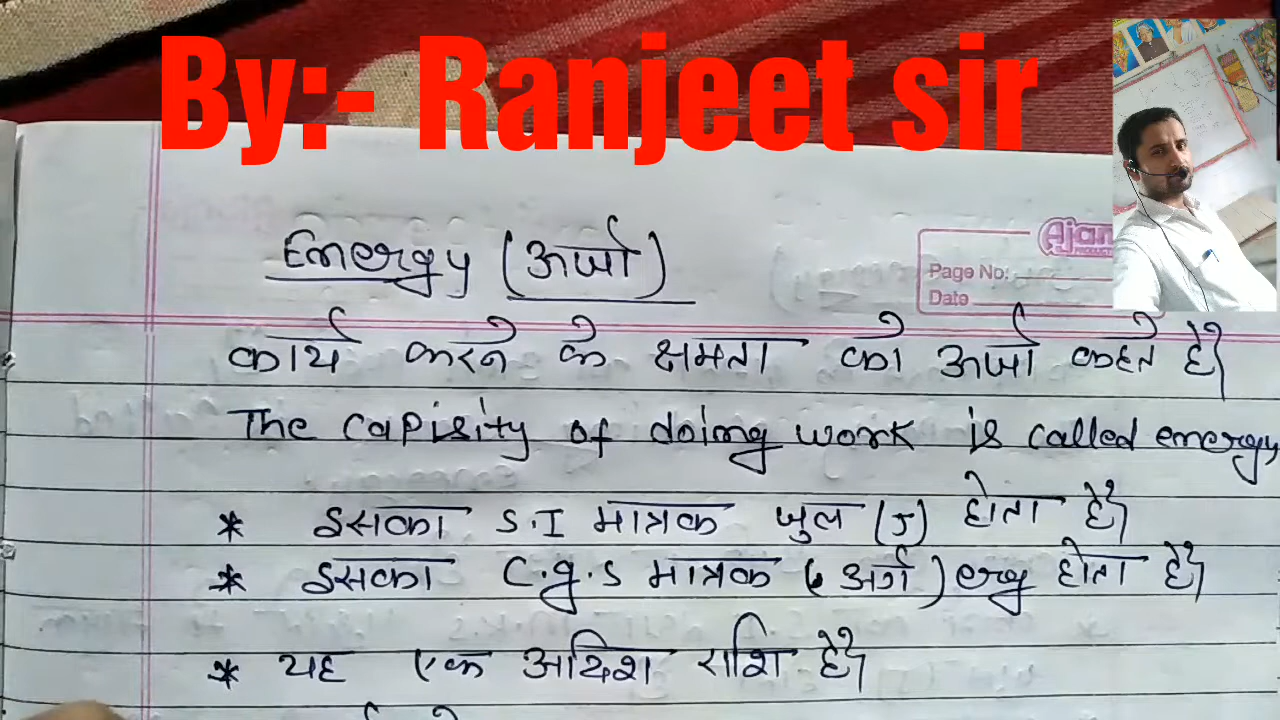 By:- Ranjeet sir
Energy (ऊर्जा)
Ajan
Page No:
Date
कार्य करने के क्षमता को ऊर्जा कहते है।
The capisity of doing work is called energy
* इसका S.I मात्रक जुल (J) होता है।
* इसका C.g.s मात्रक (अर्ग) erg होता है।
* यह एक अदिश राशि है।